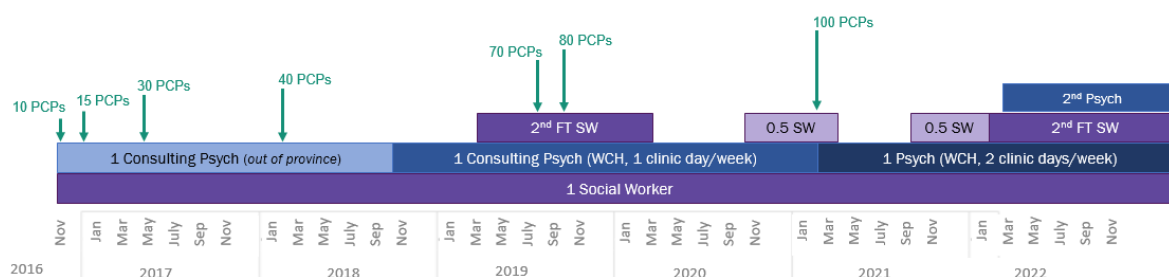 100 PCPs
70 PCPs
80 PCPs
30 PCPs
40 PCPs
10 PCPs
15 PCPs
2nd Psych
2nd FT SW
0.5 SW
0.5 SW
2nd FT SW
1 Consulting Psych (out of province)
1 Consulting Psych (WCH, 1 clinic day/week)
1 Psych (WCH, 2 clinic days/week)
1 Social Worker
Nov Jan Mar May July Sep Nov Jan Mar May July Sep Nov Jan Mar May July Sep Nov Jan Mar May July Sep Nov Jan Mar May July Sep Nov Jan Mar May July Sep Nov
2016 2017 2018 2019 2020 2021 2022